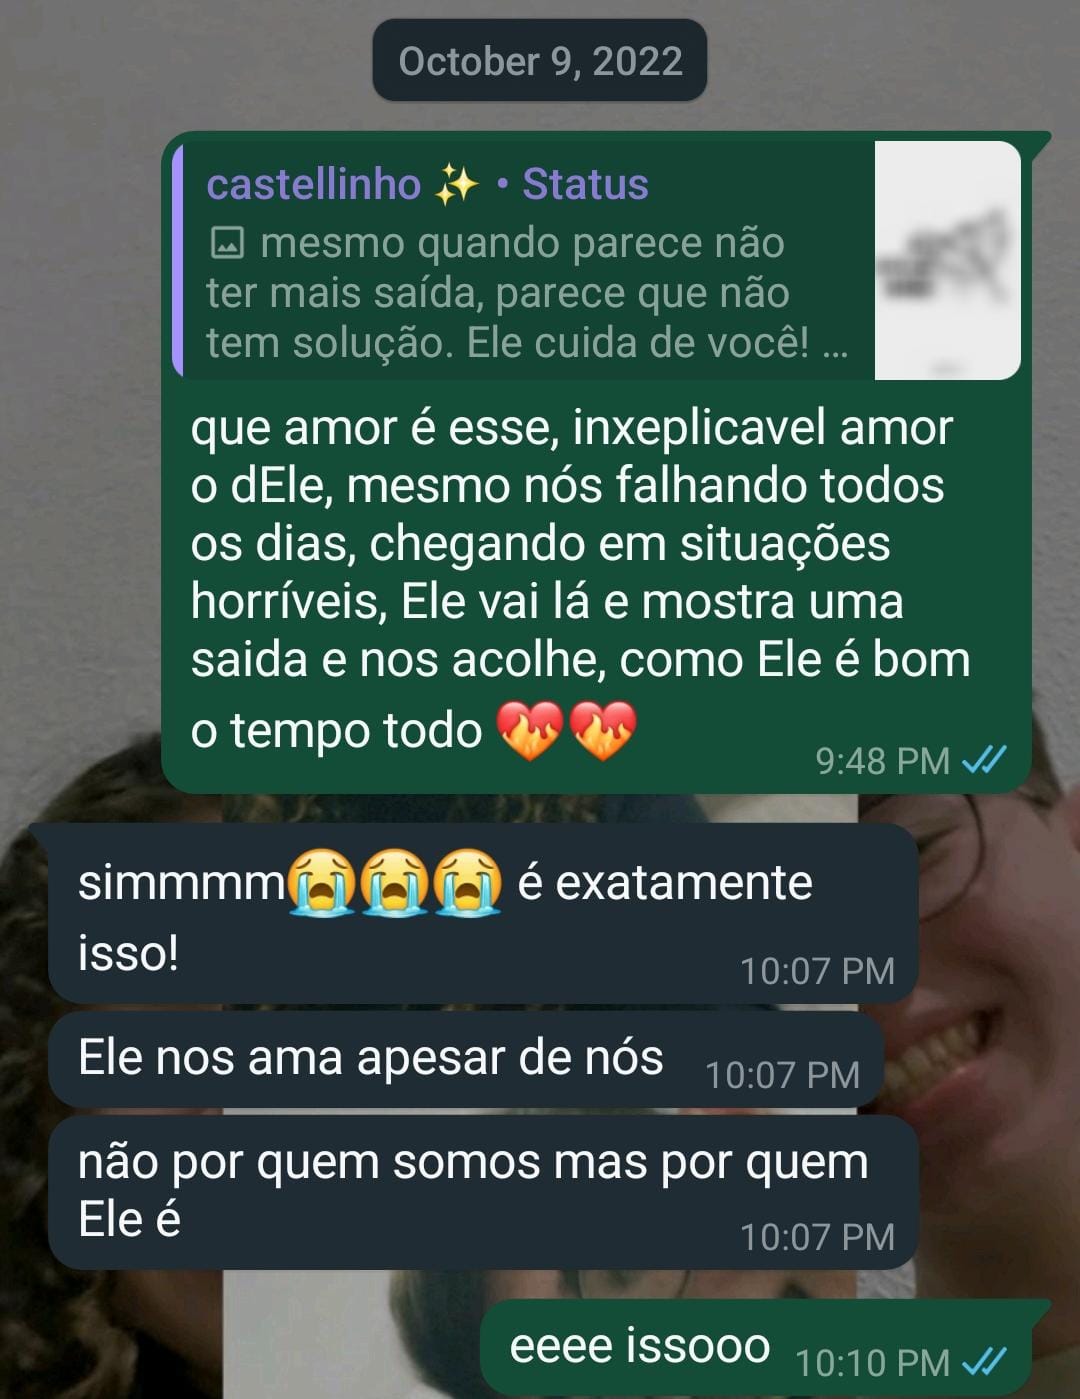 October 9, 2022
castellinho ✨ • Status
mesmo quando parece não
ter mais saída, parece que não
tem solução. Ele cuida de você! ...
que amor é esse, inxeplicavel amor
o dEle, mesmo nós falhando todos
os dias, chegando em situações
horríveis, Ele vai lá e mostra uma
saida e nos acolhe, como Ele é bom
o tempo todo ❤️‍🔥❤️‍🔥
9:48 PM
simmmm😭😭😭 é exatamente
isso!
10:07 PM
Ele nos ama apesar de nós 10:07 PM
não por quem somos mas por quem
Ele é
10:07 PM
eeee issooo 10:10 PM